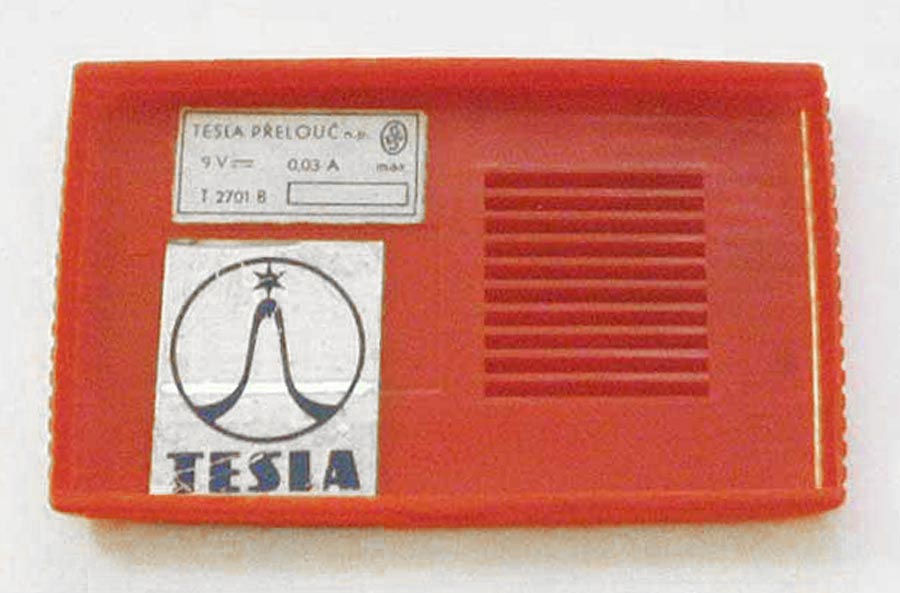 TESLA PŘELOUČ n.p.
9 V 0,03 A max
T 2701 B
TESLA